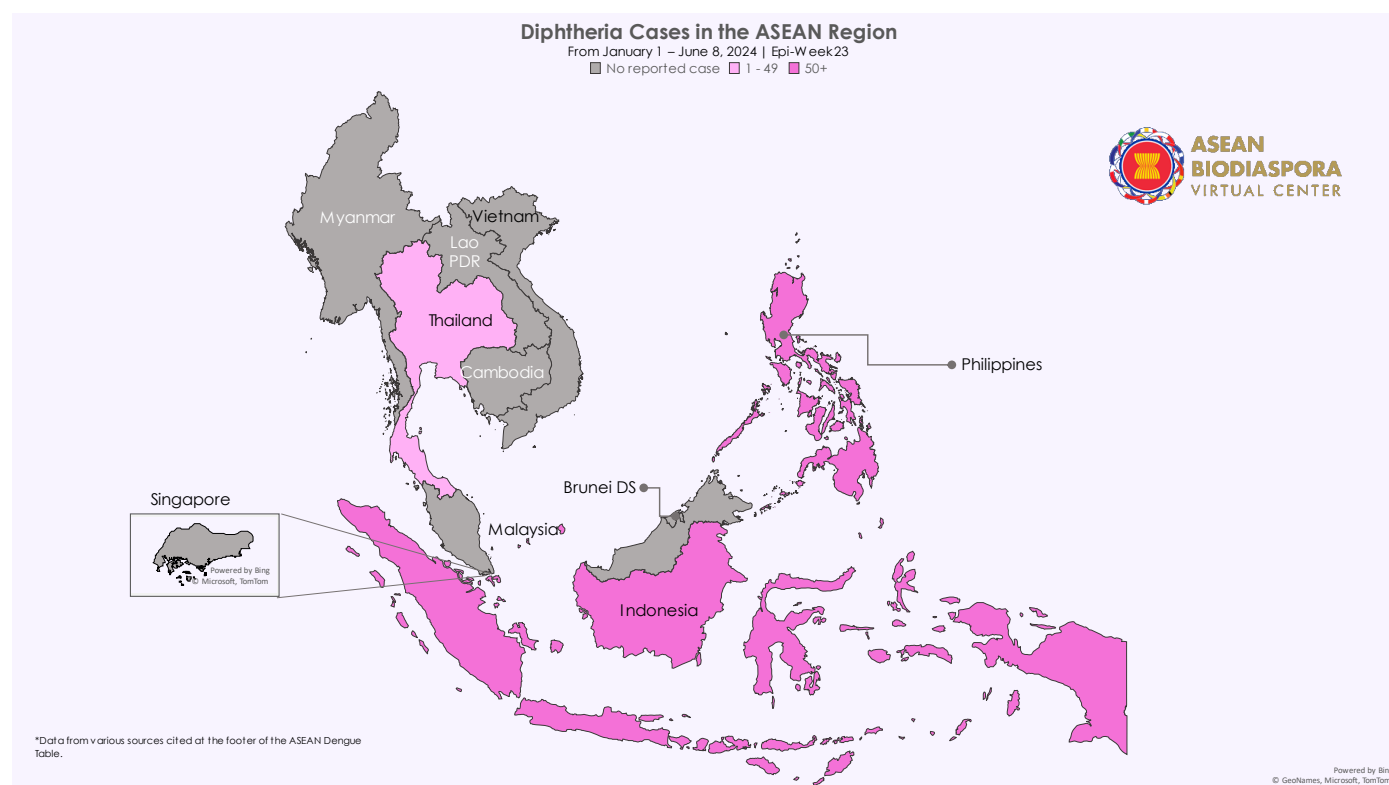 Diphtheria Cases in the ASEAN Region
From January 1 – June 8, 2024 | Epi-Week23
No reported case 1 - 49 50+
ASEAN
BIODIASPORA
VIRTUAL CENTER
Myanmar
Vietnam
Lao
PDR
Thailand
Cambodia
Philippines
Brunei DS
Singapore
Malaysia
Powered by Bing
© Microsoft, TomTom
Indonesia
*Data from various sources cited at the footer of the ASEAN Dengue
Table.
Powered by Bin
© GeoNames, Microsoft, TomTom